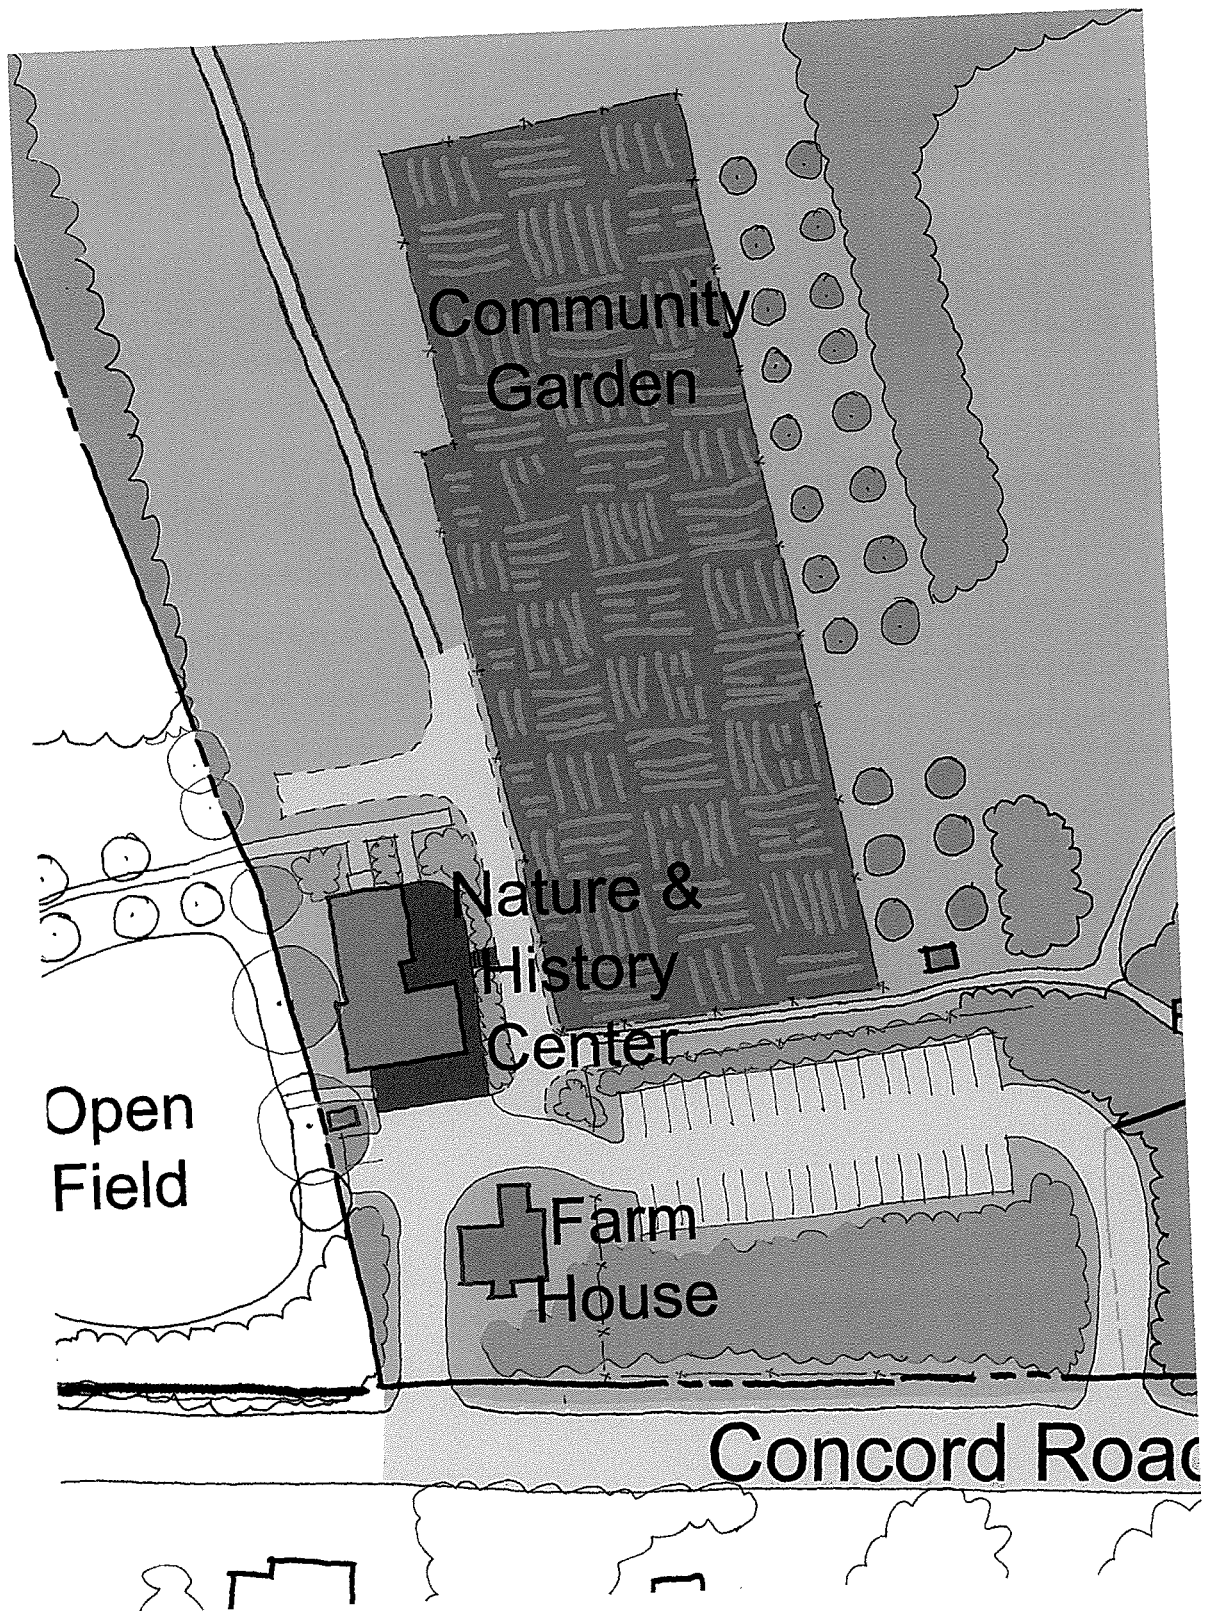 Community
Garden
Nature &
History
Center
Open
Field
Farm
House
Concord Road